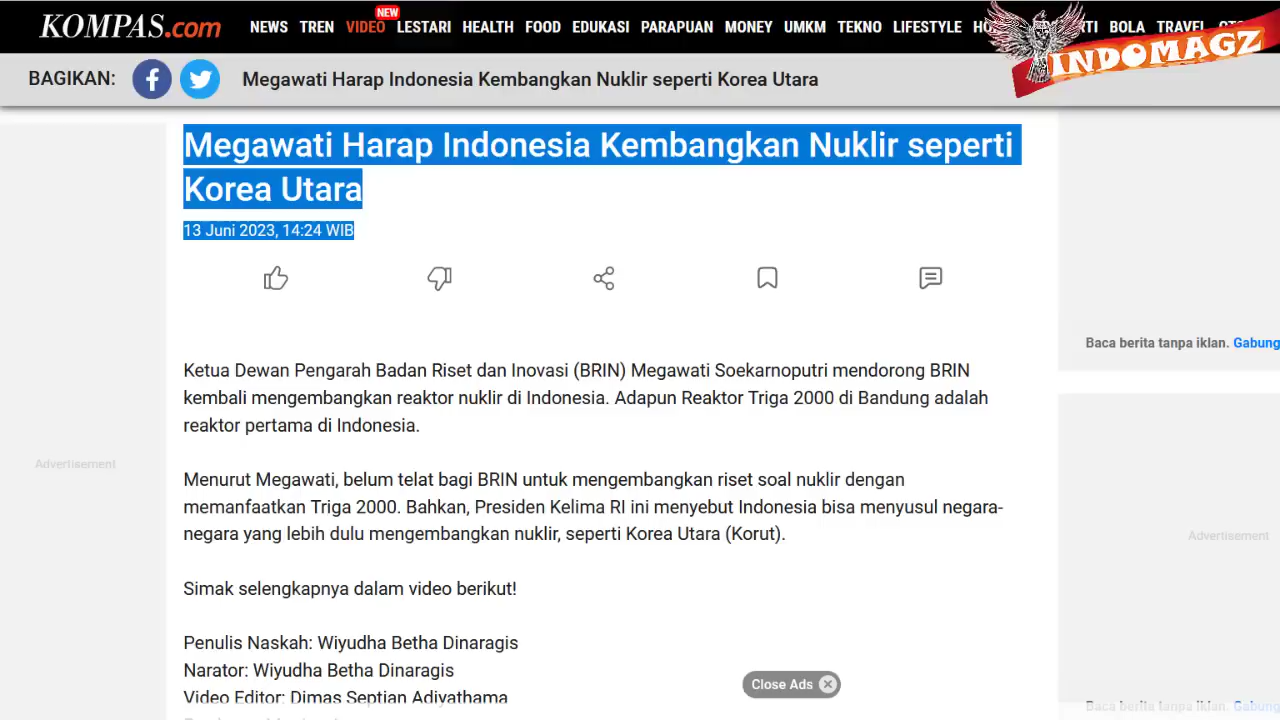 KOMPAS.com
NEWS TREN VIDEO NEW LESTARI HEALTH FOOD EDUKASI PARAPUAN MONEY UMKM TEKNO LIFESTYLE BOLA TRAVEL
INDOMAGZ
BAGIKAN: Megawati Harap Indonesia Kembangkan Nuklir seperti Korea Utara
Megawati Harap Indonesia Kembangkan Nuklir seperti
Korea Utara
13 Juni 2023, 14:24 WIB
Baca berita tanpa iklan. Gabung
Ketua Dewan Pengarah Badan Riset dan Inovasi (BRIN) Megawati Soekarnoputri mendorong BRIN
kembali mengembangkan reaktor nuklir di Indonesia. Adapun Reaktor Triga 2000 di Bandung adalah
reaktor pertama di Indonesia.
Advertisement
Menurut Megawati, belum telat bagi BRIN untuk mengembangkan riset soal nuklir dengan
memanfaatkan Triga 2000. Bahkan, Presiden Kelima RI ini menyebut Indonesia bisa menyusul negara-
negara yang lebih dulu mengembangkan nuklir, seperti Korea Utara (Korut).
Advertisement
Simak selengkapnya dalam video berikut!
Penulis Naskah: Wiyudha Betha Dinaragis
Narator: Wiyudha Betha Dinaragis
Video Editor: Dimas Septian Adiyathama
Close Ads
Baca berita tanpa iklan. Gabung